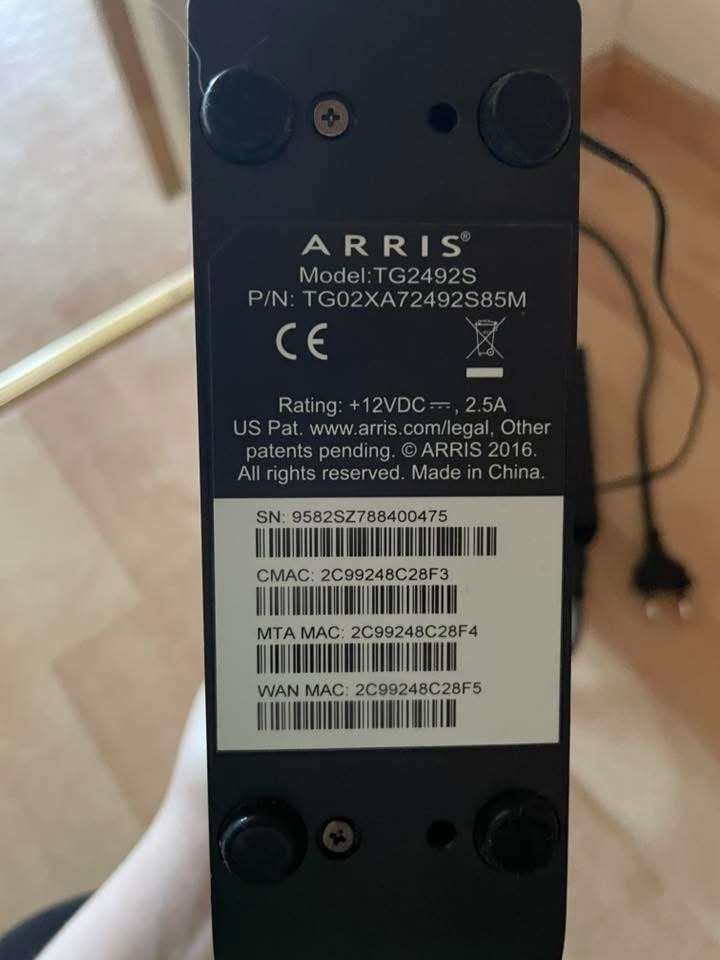 ARRIS®
Model:TG2492S
P/N: TG02XA72492S85M
CE
Rating: +12VDC⎓, 2.5A
US Pat. www.arris.com/legal, Other
patents pending. © ARRIS 2016.
All rights reserved. Made in China.
SN: 9582SZ788400475
CMAC: 2C99248C28F3
MTA MAC: 2C99248C28F4
WAN MAC: 2C99248C28F5